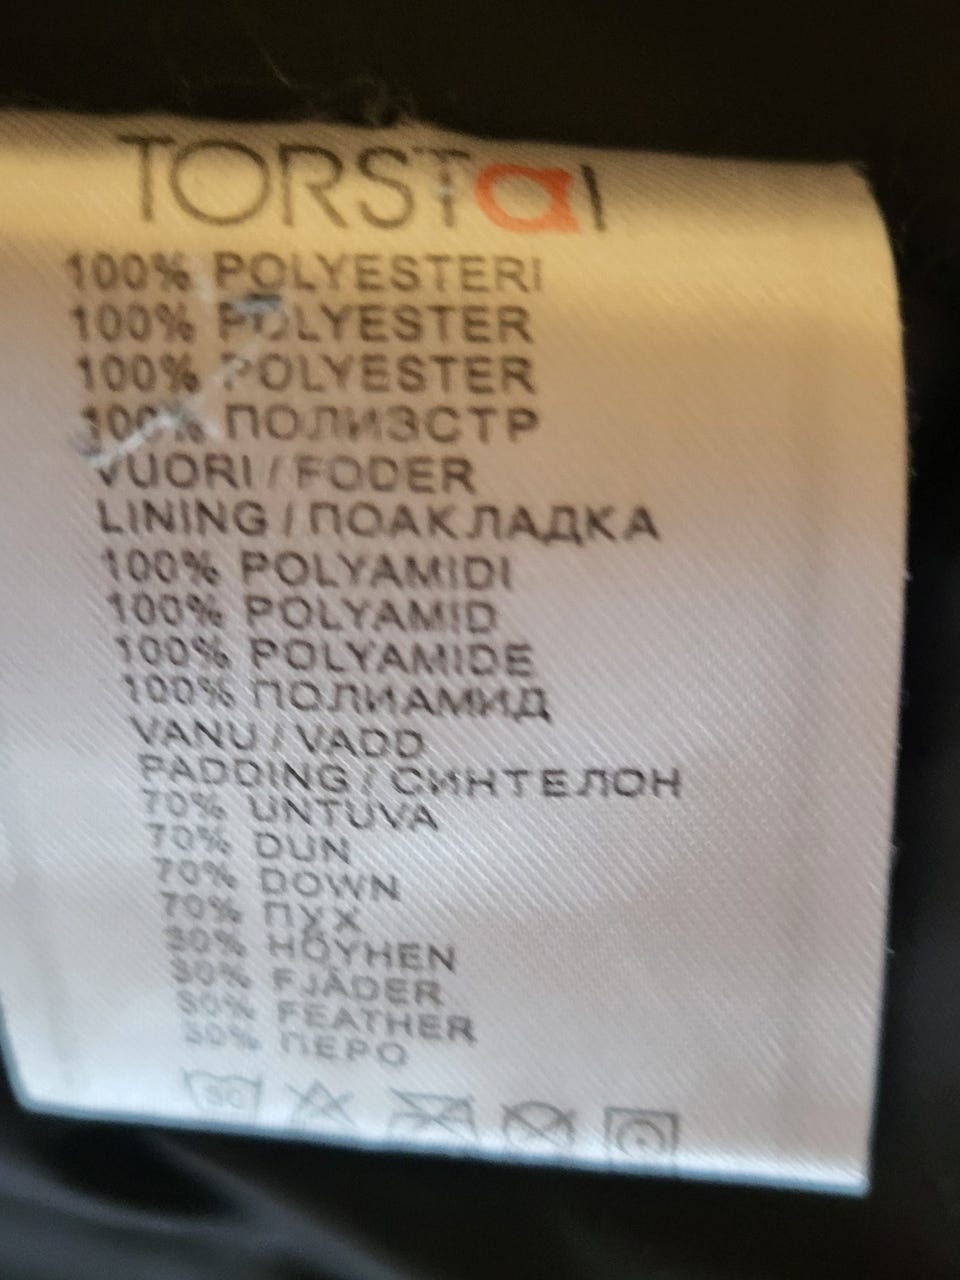 TORSTAI
100% POLYESTERI
100% POLYESTER
100% POLYESTER
100% ПОЛИЭСТР
VUORI / FODER
LINING / ПОАКЛАДКА
100% POLYAMIDI
100% POLYAMID
100% POLYAMIDE
100% ПОЛИАМИД
VANU / VADD
PADDING / СИНТЕЛОН
70% UNTUVA
70% DUN
70% DOWN
70% ПУХ
30% HÖYHEN
30% FJÄDER
30% FEATHER
30% ПЕРО